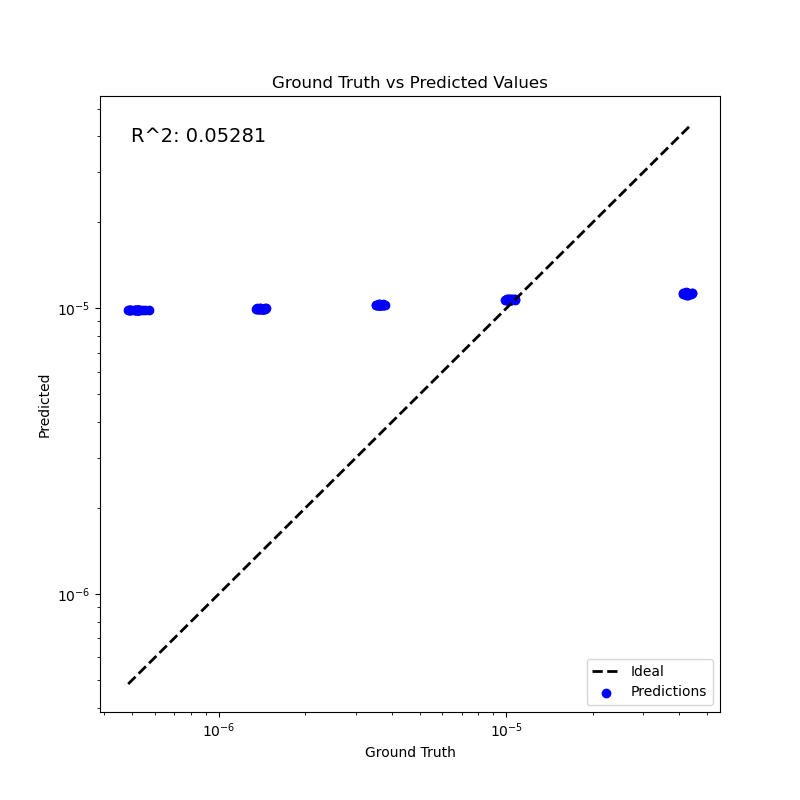 Ground Truth vs Predicted Values
R^2: 0.05281
10⁻⁵
Predicted
10⁻⁶
Ideal
Predictions
10⁻⁶
10⁻⁵
Ground Truth